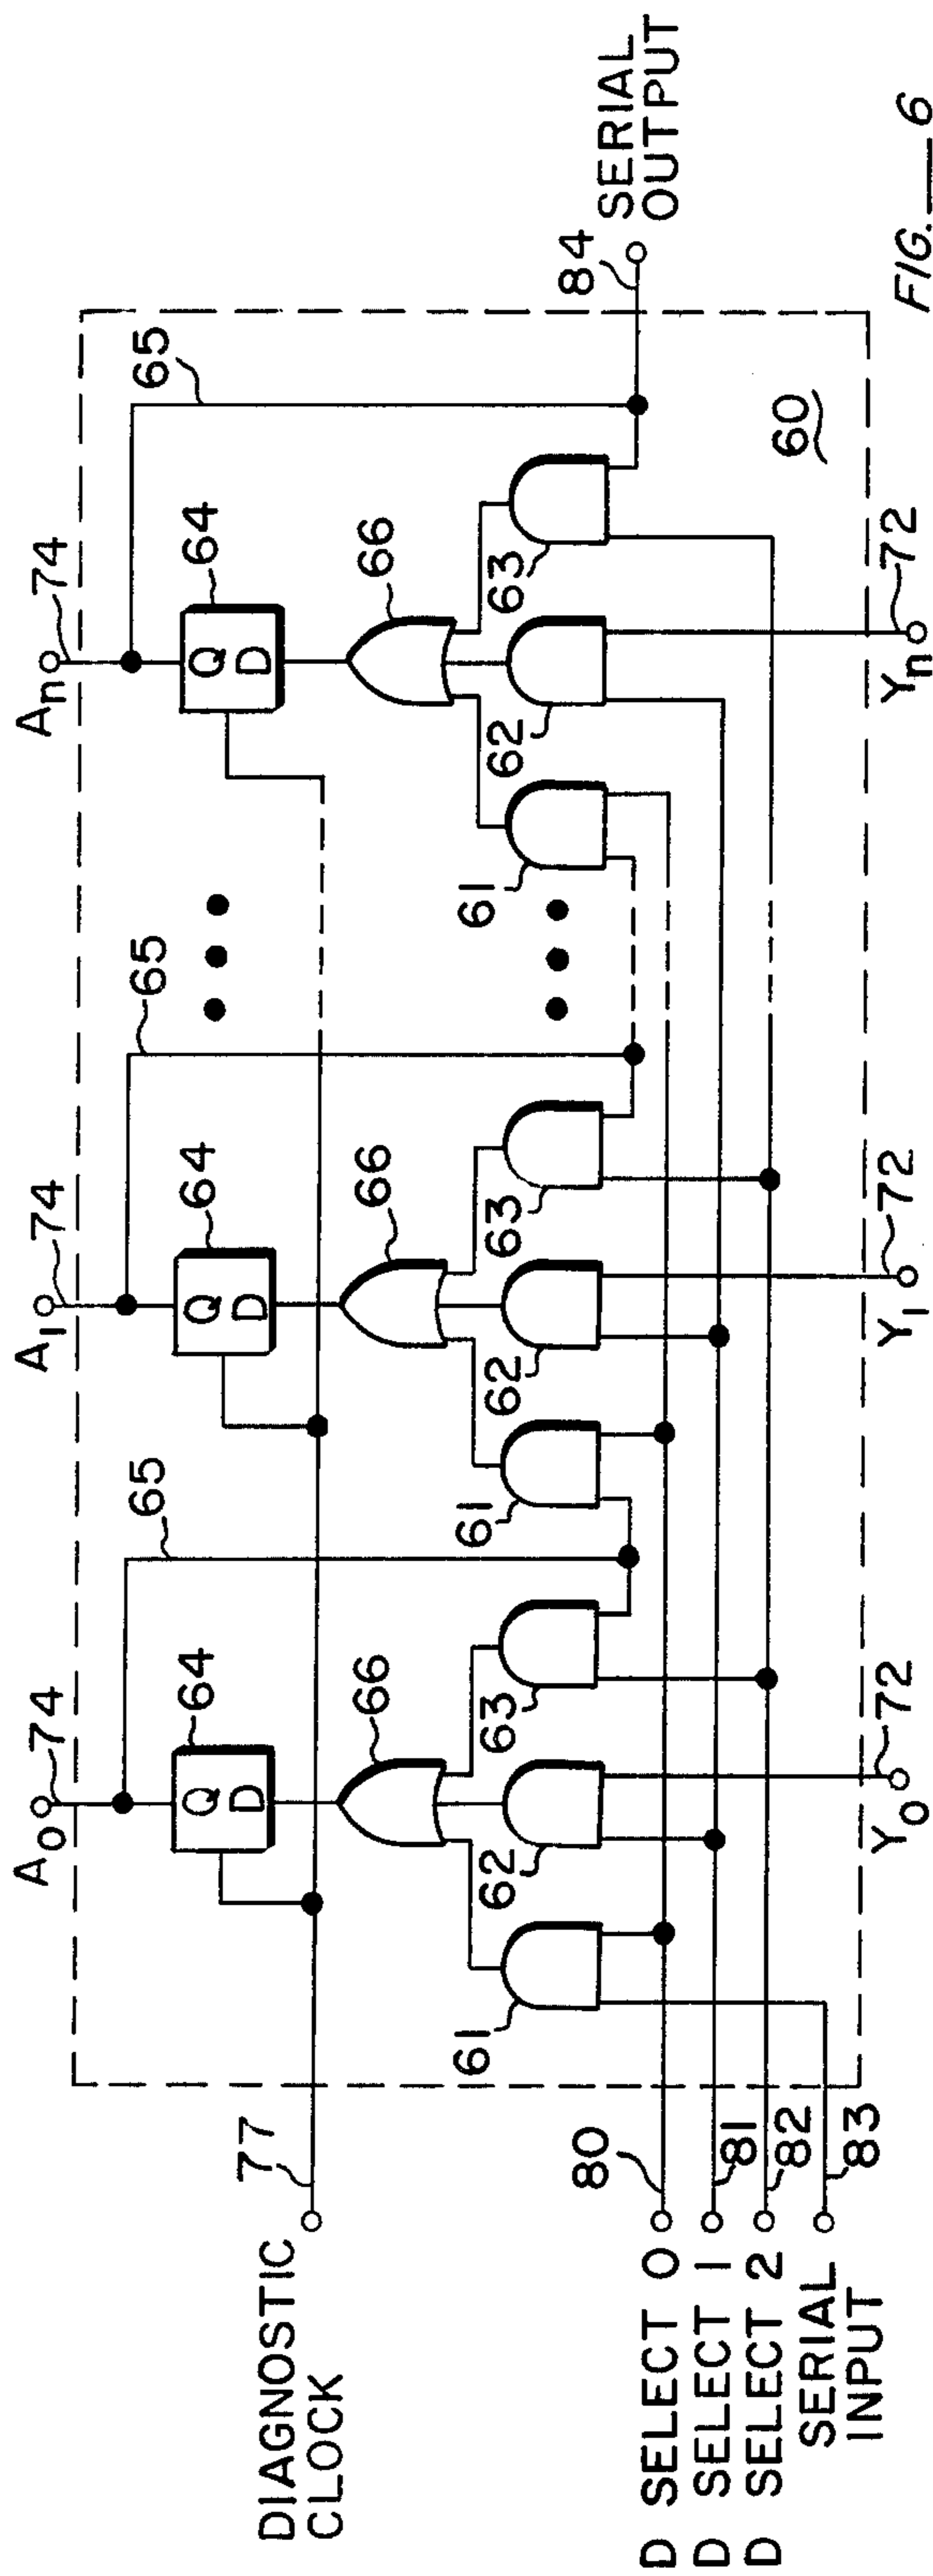 A0 74
A1 74
An 74
64 65
64 65
64 65
Q
D
Q
D
Q
D
DIAGNOSTIC
CLOCK
77
66
66
66
61 62 63
61 62 63
61 62 63
84
SERIAL
OUTPUT
D SELECT 0 80
D SELECT 1 81
D SELECT 2 82
SERIAL
INPUT
83
60
Y0 72
Y1 72
Yn 72
FIG.__6